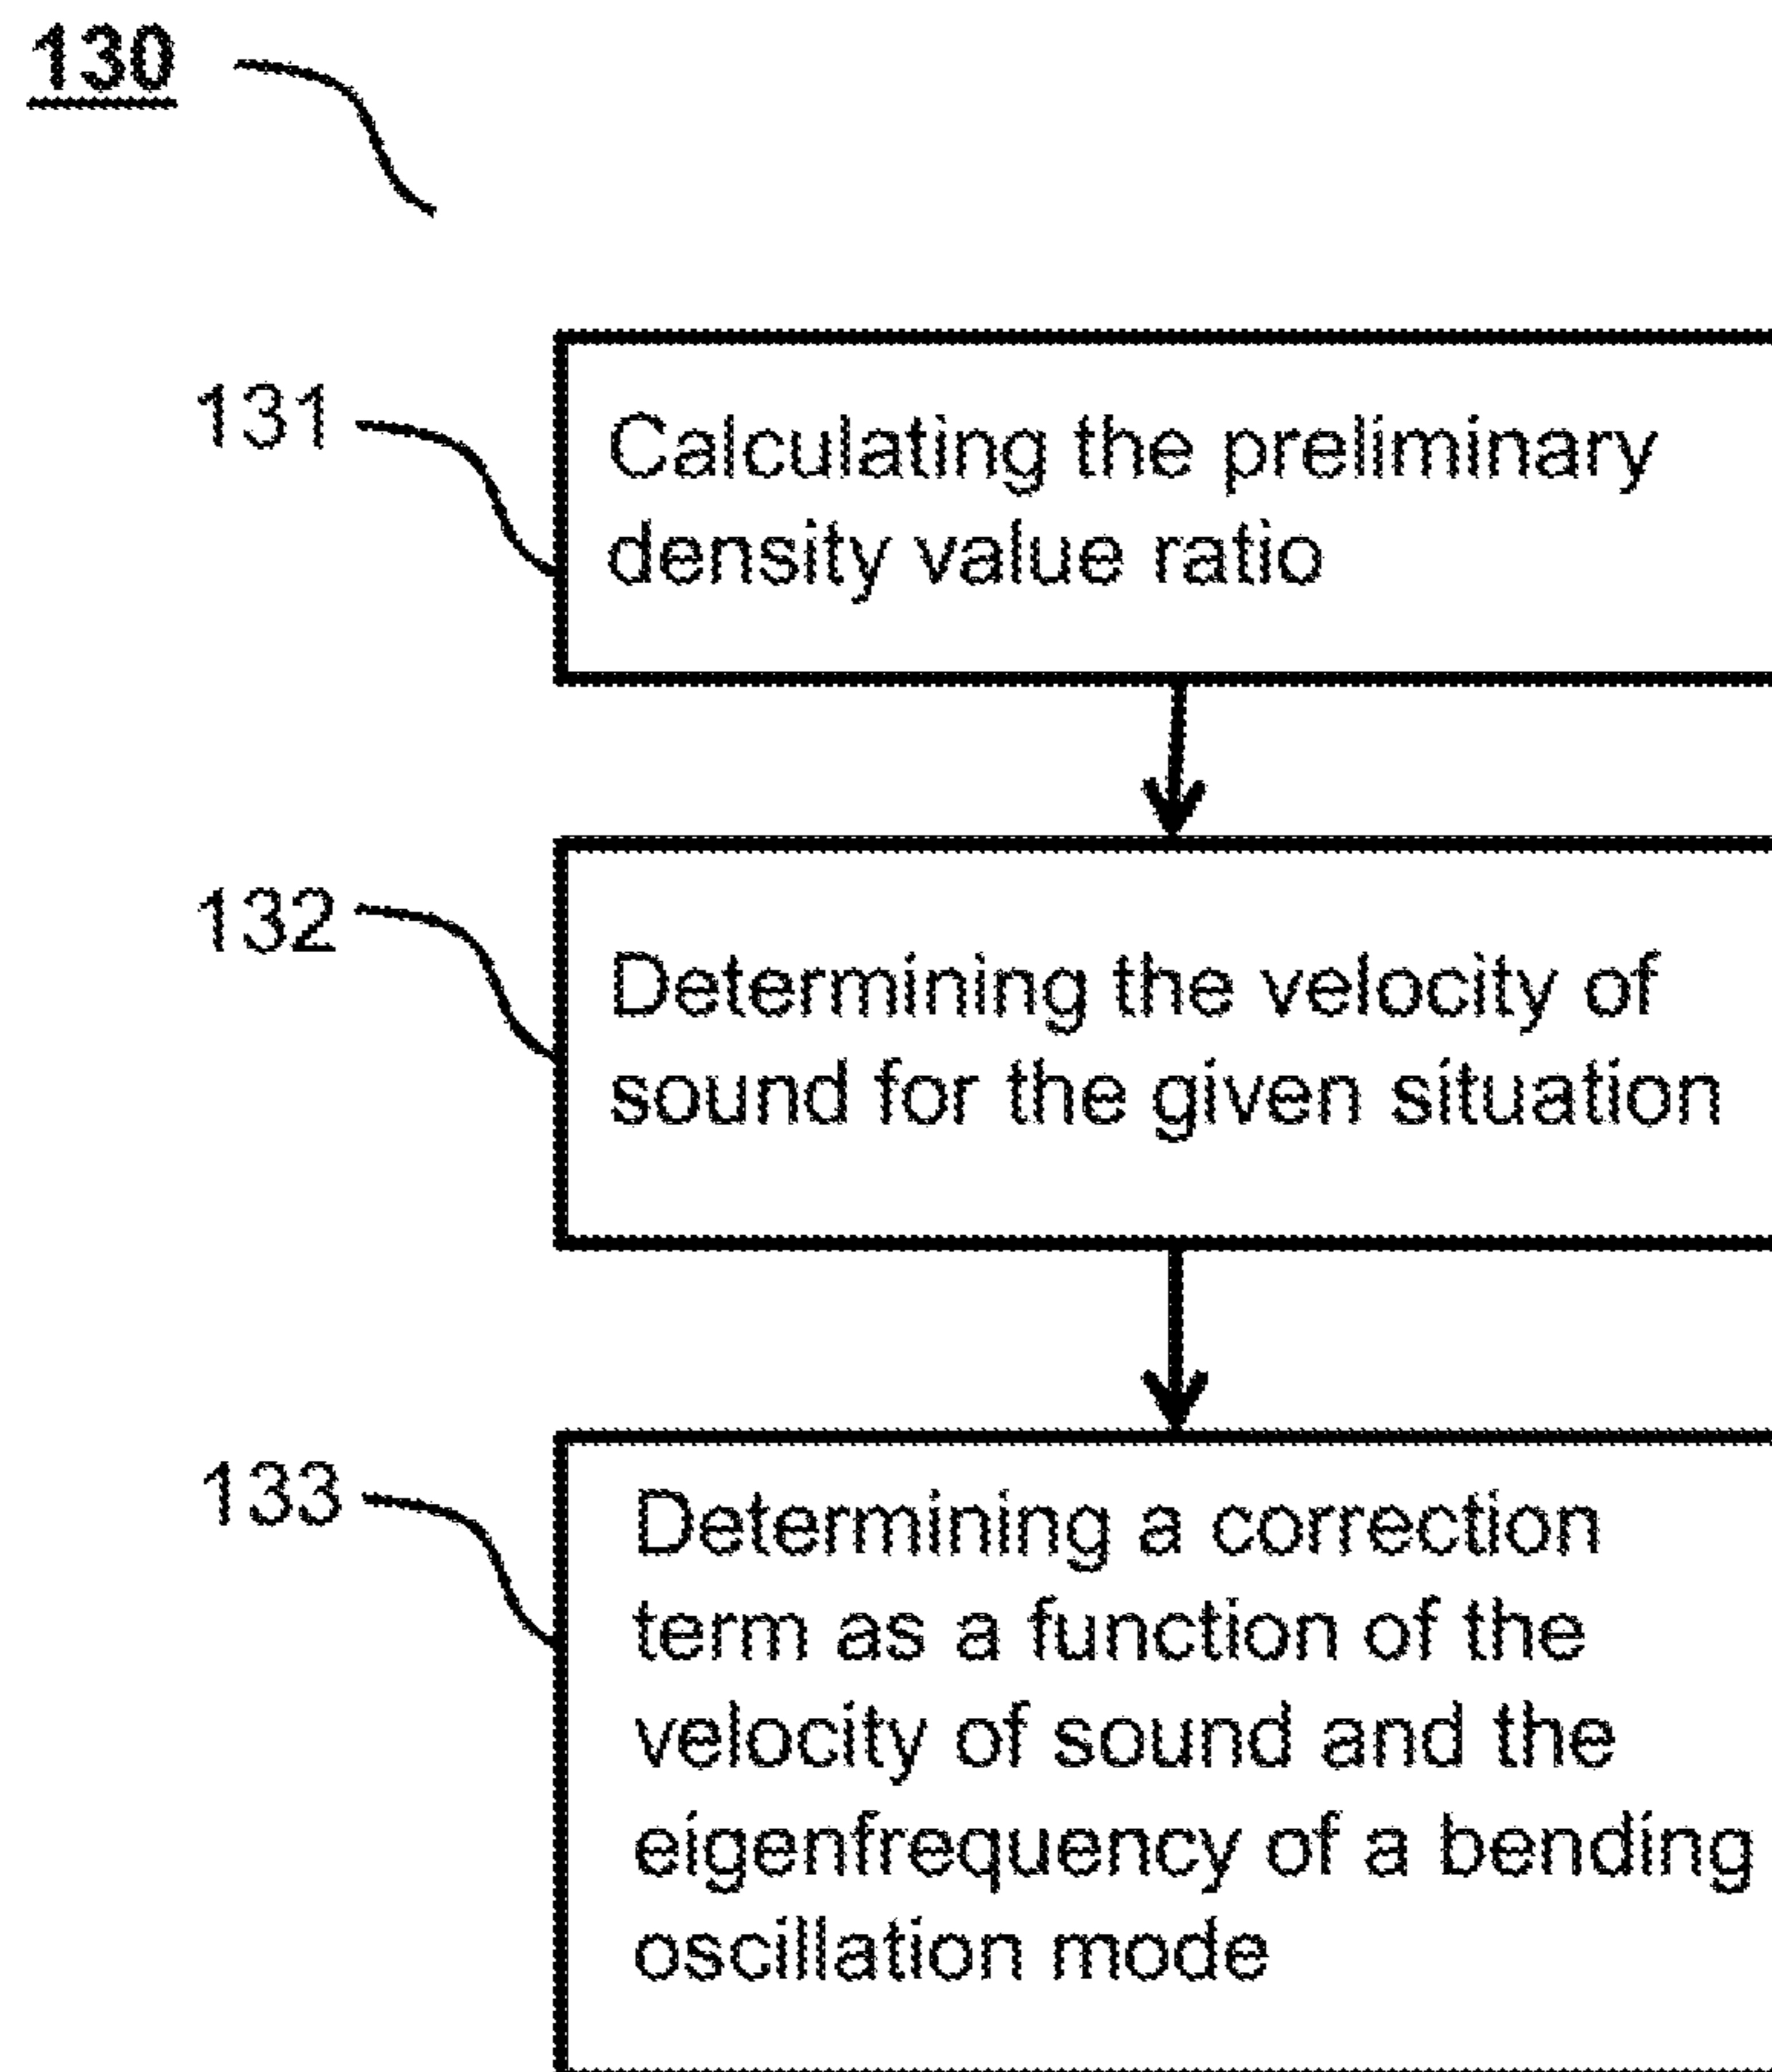 130
131
Calculating the preliminary
density value ratio
132
Determining the velocity of
sound for the given situation
133
Determining a correction
term as a function of the
velocity of sound and the
eigenfrequency of a bending
oscillation mode